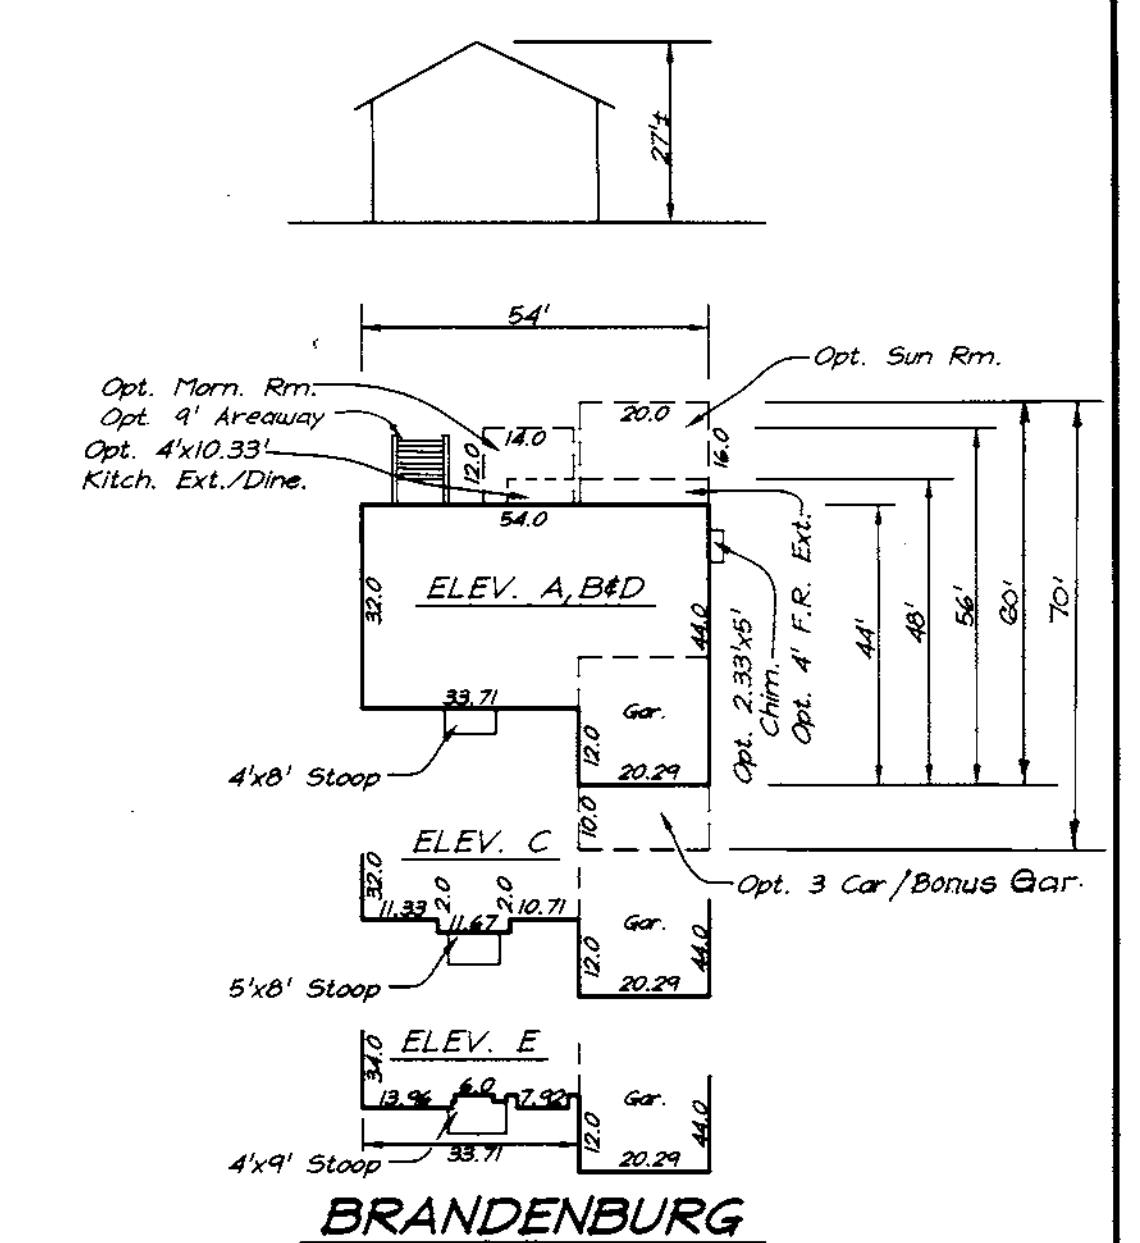 27'±
54'
Opt. Sun Rm.
Opt. Morn. Rm.
Opt. 9' Areaway
Opt. 4'x10.33'
Kitch. Ext./Dine.
20.0
14.0
12.0
16.0
54.0
ELEV. A,B&D
32.0
44.0
Opt. 2.33'x5'
Chim.
Opt. 4' F.R. Ext.
44'
48'
56'
60'
70'
33.71
Gar.
12.0
20.29
4'x8' Stoop
10.0
Opt. 3 Car/Bonus Gar.
ELEV. C
32.0
11.33
2.0
11.67
2.0
10.71
Gar.
12.0
44.0
20.29
5'x8' Stoop
ELEV. E
34.0
13.96
6.0
7.92
Gar.
12.0
44.0
33.71
20.29
4'x9' Stoop
BRANDENBURG